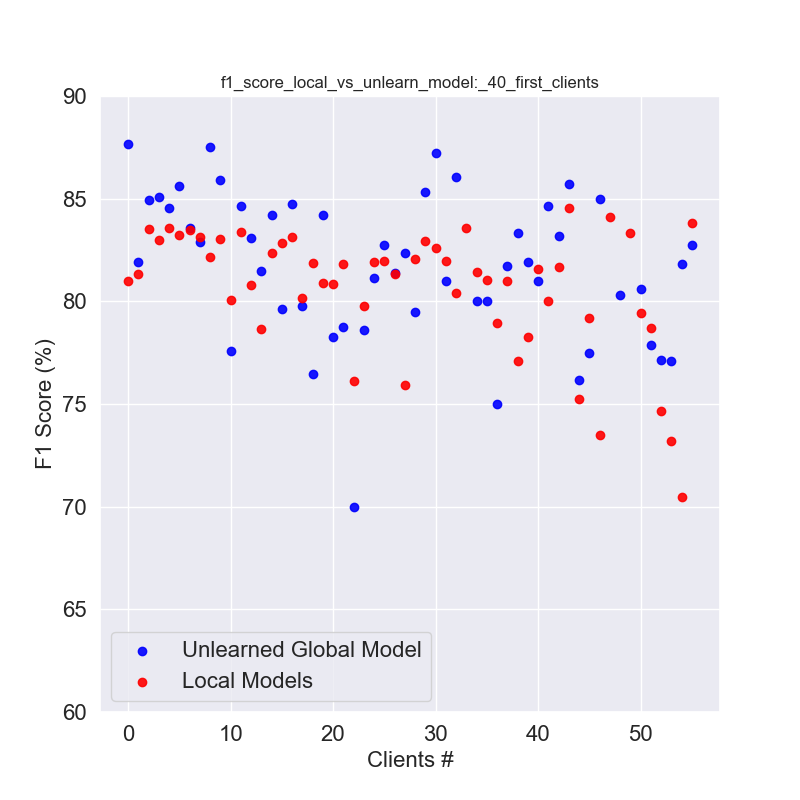 f1_score_local_vs_unlearn_model:_40_first_clients
90
85
80
75
70
65
60
F1 Score (%)
Unlearned Global Model
Local Models
0 10 20 30 40 50
Clients #